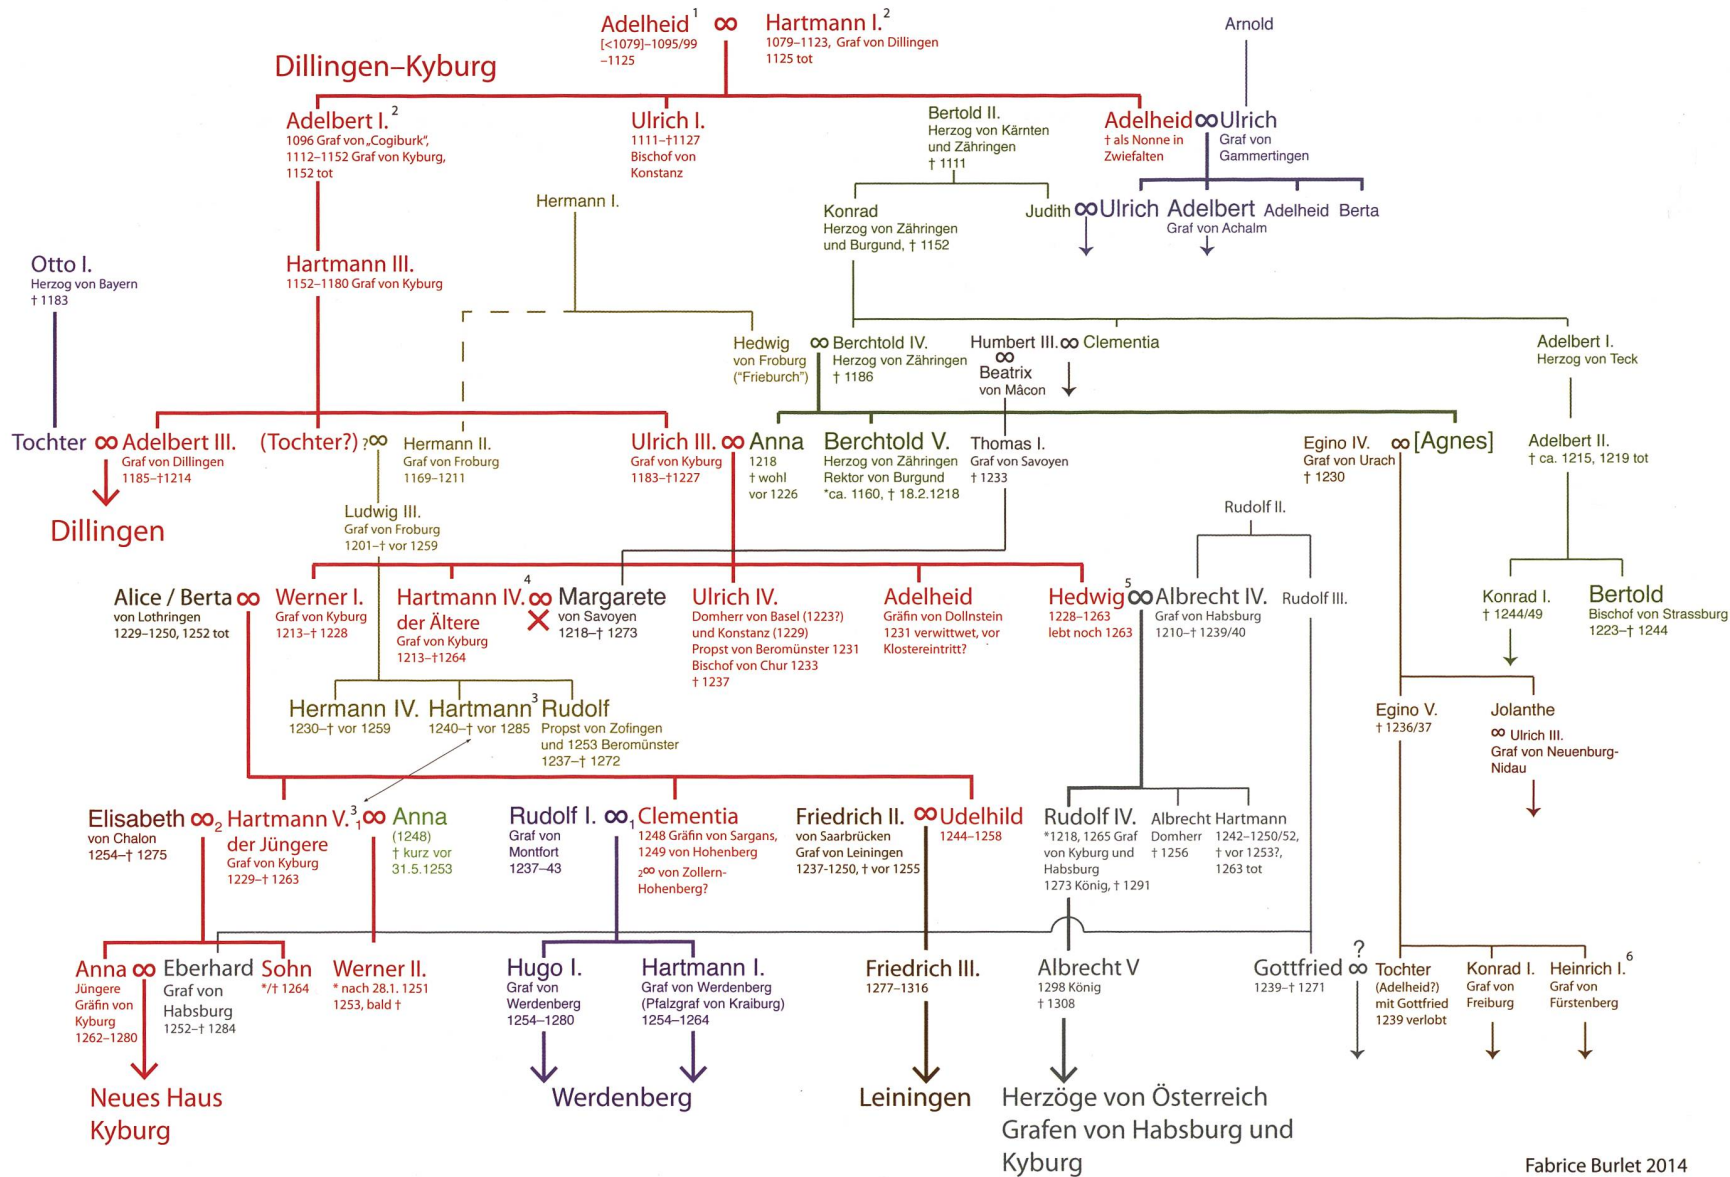 Adelheid¹ ∞ Hartmann I.²
[<1079]–1095/99
–1125
1079–1123, Graf von Dillingen
1125 tot
Arnold
Dillingen–Kyburg
Adelbert I.²
1096 Graf von „Cogiburk“,
1112–1152 Graf von Kyburg,
1152 tot
Ulrich I.
1111–†1127
Bischof von
Konstanz
Bertold II.
Herzog von Kärnten
und Zähringen
† 1111
Adelheid ∞ Ulrich
† als Nonne in
Zwiefalten
Graf von
Gammertingen
Hermann I.
Konrad
Herzog von Zähringen
und Burgund, † 1152
Judith ∞ Ulrich
Adelbert
Graf von Achalm
Adelheid
Berta
Otto I.
Herzog von Bayern
† 1183
Hartmann III.
1152–1180 Graf von Kyburg
Hedwig
von Froburg
("Frieburch")
∞ Berchtold IV.
Herzog von Zähringen
† 1186
Humbert III. ∞ Clementia
∞
Beatrix
von Mâcon
Adelbert I.
Herzog von Teck
Tochter ∞ Adelbert III.
Graf von Dillingen
1185–†1214
(Tochter?) ?∞ Hermann II.
Graf von Froburg
1169–1211
Ulrich III. ∞ Anna
Graf von Kyburg
1183–†1227
1218
† wohl
vor 1226
Berchtold V.
Herzog von Zähringen
Rektor von Burgund
*ca. 1160, † 18.2.1218
Thomas I.
Graf von Savoyen
† 1233
Egino IV. ∞ [Agnes]
Graf von Urach
† 1230
Adelbert II.
† ca. 1215, 1219 tot
Dillingen
Ludwig III.
Graf von Froburg
1201–† vor 1259
Rudolf II.
Alice / Berta ∞ Werner I.
von Lothringen
1229–1250, 1252 tot
Graf von Kyburg
1213–† 1228
Hartmann IV. ⁴∞ Margarete
der Ältere
Graf von Kyburg
1213–†1264
von Savoyen
1218–† 1273
Ulrich IV.
Domherr von Basel (1223?)
und Konstanz (1229)
Propst von Beromünster 1231
Bischof von Chur 1233
† 1237
Adelheid
Gräfin von Dollnstein
1231 verwittwet, vor
Klostereintritt?
Hedwig ⁵∞ Albrecht IV.
1228–1263
lebt noch 1263
Graf von Habsburg
1210–† 1239/40
Rudolf III.
Konrad I.
† 1244/49
Bertold
Bischof von Strassburg
1223–† 1244
Hermann IV.
1230–† vor 1259
Hartmann³
1240–† vor 1285
Rudolf
Propst von Zofingen
und 1253 Beromünster
1237–† 1272
Egino V.
† 1236/37
Jolanthe
∞ Ulrich III.
Graf von Neuenburg-
Nidau
Elisabeth ∞2 Hartmann V.³ 1∞ Anna
von Chalon
1254–† 1275
der Jüngere
Graf von Kyburg
1229–† 1263
(1248)
† kurz vor
31.5.1253
Rudolf I. ∞1 Clementia
Graf von
Montfort
1237–43
1248 Gräfin von Sargans,
1249 von Hohenberg
2∞ von Zollern-
Hohenberg?
Friedrich II. ∞ Udelhild
von Saarbrücken
Graf von Leiningen
1237-1250, † vor 1255
1244–1258
Rudolf IV.
*1218, 1265 Graf
von Kyburg und
Habsburg
1273 König, † 1291
Albrecht
Domherr
† 1256
Hartmann
1242–1250/52,
† vor 1253?,
1263 tot
Anna ∞ Eberhard
Jüngere
Gräfin von
Kyburg
1262–1280
Graf von
Habsburg
1252–† 1284
Sohn
*/† 1264
Werner II.
* nach 28.1. 1251
1253, bald †
Hugo I.
Graf von
Werdenberg
1254–1280
Hartmann I.
Graf von Werdenberg
(Pfalzgraf von Kraiburg)
1254–1264
Friedrich III.
1277–1316
Albrecht V
1298 König
† 1308
?
Gottfried ∞ Tochter
1239–† 1271
(Adelheid?)
mit Gottfried
1239 verlobt
Konrad I.
Graf von
Freiburg
Heinrich I.⁶
Graf von
Fürstenberg
Neues Haus
Kyburg
Werdenberg
Leiningen
Herzöge von Österreich
Grafen von Habsburg und
Kyburg
Fabrice Burlet 2014